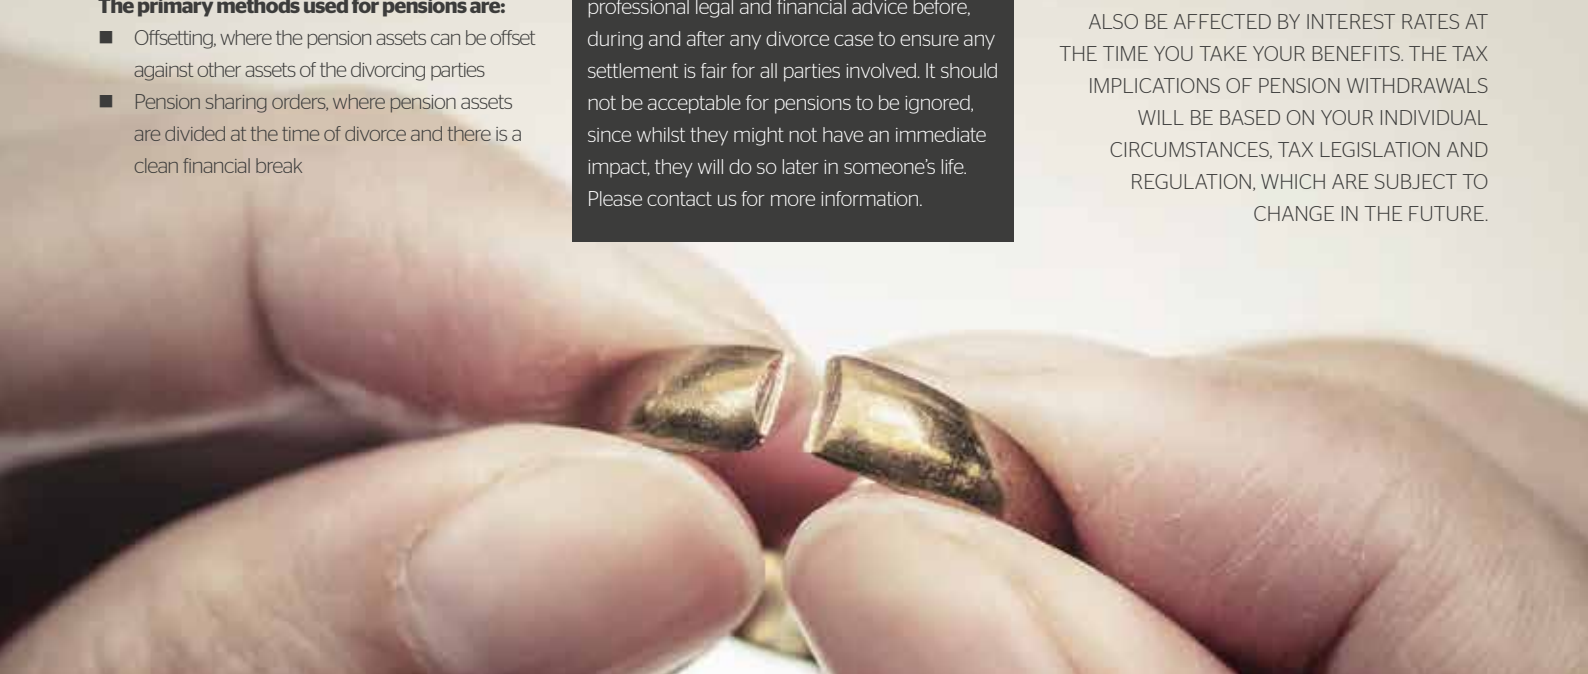 The primary methods used for pensions are:
■ Offsetting, where the pension assets can be offset
against other assets of the divorcing parties
■ Pension sharing orders, where pension assets
are divided at the time of divorce and there is a
clean financial break
professional legal and financial advice before,
during and after any divorce case to ensure any
settlement is fair for all parties involved. It should
not be acceptable for pensions to be ignored,
since whilst they might not have an immediate
impact, they will do so later in someone's life.
Please contact us for more information.
ALSO BE AFFECTED BY INTEREST RATES AT
THE TIME YOU TAKE YOUR BENEFITS. THE TAX
IMPLICATIONS OF PENSION WITHDRAWALS
WILL BE BASED ON YOUR INDIVIDUAL
CIRCUMSTANCES, TAX LEGISLATION AND
REGULATION, WHICH ARE SUBJECT TO
CHANGE IN THE FUTURE.